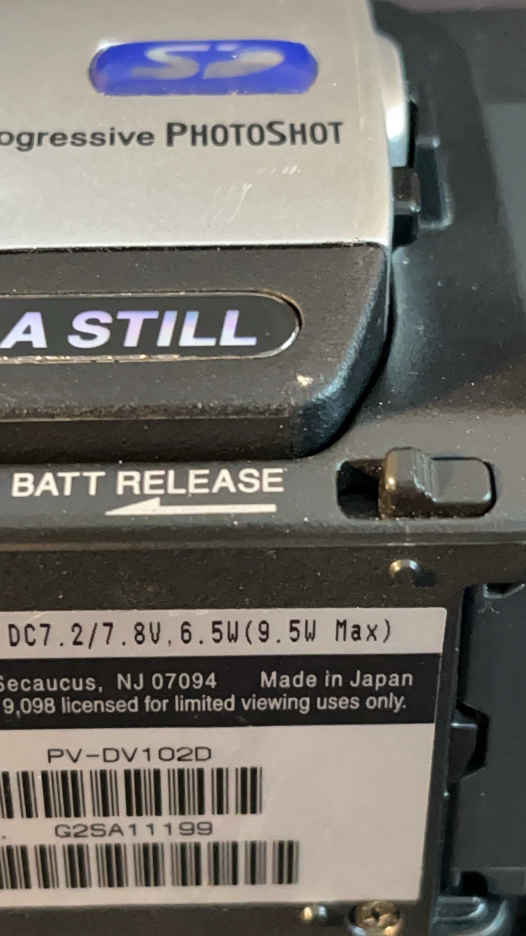 SD
ogressive PHOTOSHOT
A STILL
BATT RELEASE
DC7.2/7.8V, 6.5W(9.5W Max)
Secaucus, NJ 07094 Made in Japan
9,098 licensed for limited viewing uses only.
PV-DV102D
G2SA11199